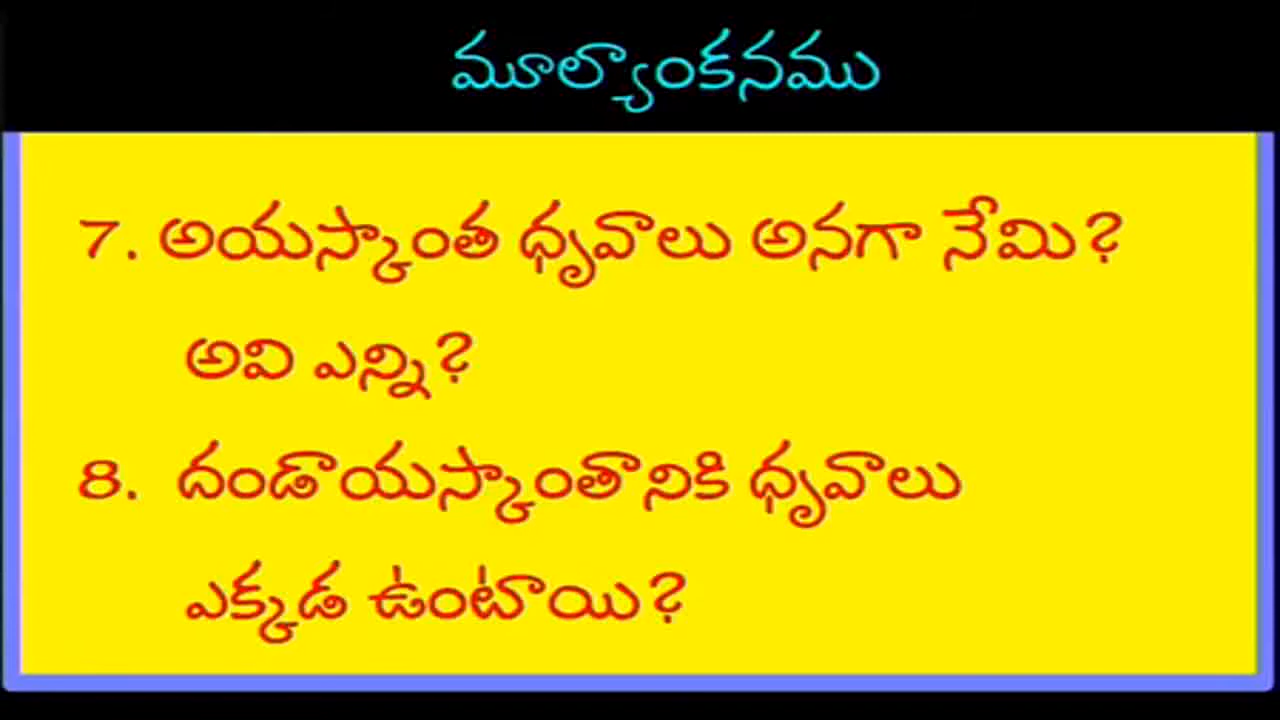 మూల్యాంకనము
7. అయస్కాంత ధృవాలు అనగా నేమి?
అవి ఎన్ని?
8. దండాయస్కాంతానికి ధృవాలు
ఎక్కడ ఉంటాయి?